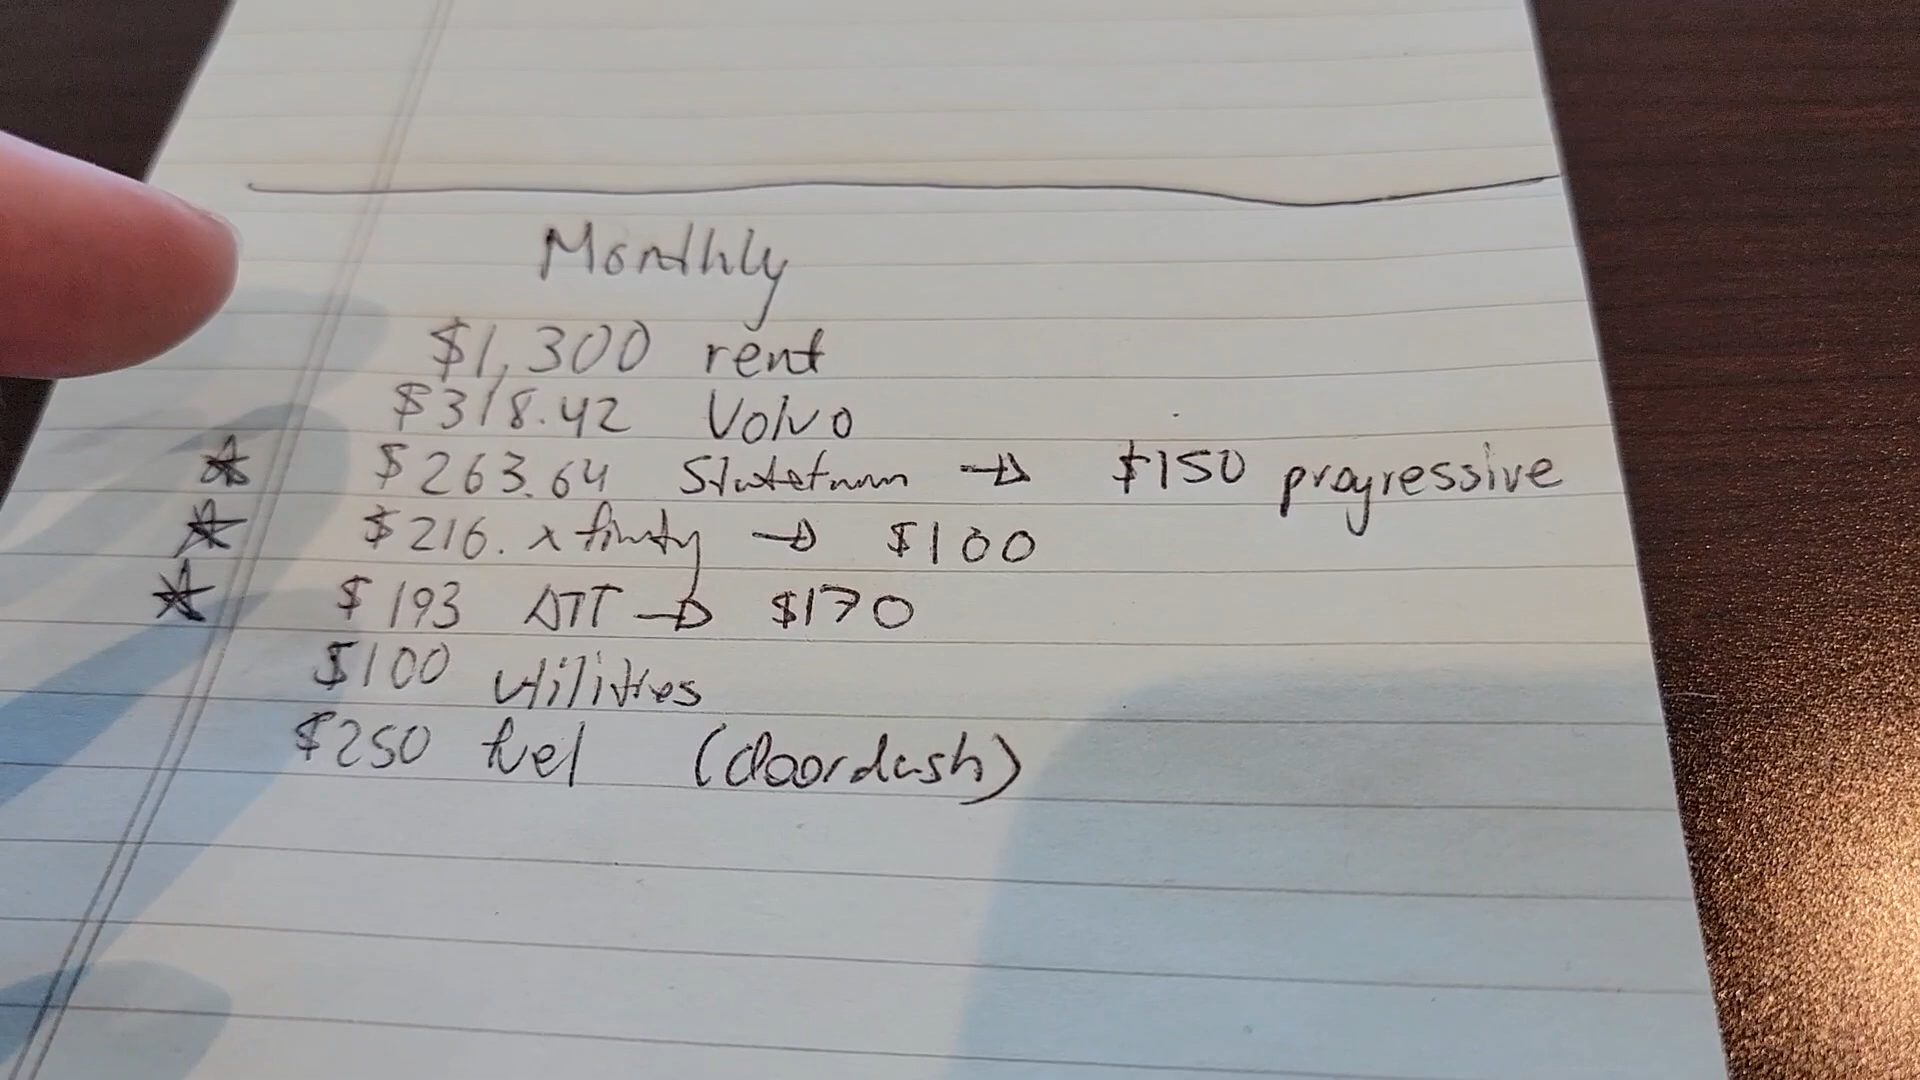 Monthly
$1,300 rent
$318.42 Volvo
☆ $263.64 Statefarm → $150 progressive
☆ $216. xfinity → $100
☆ $193 ATT → $170
$100 utilities
$250 fuel (doordash)